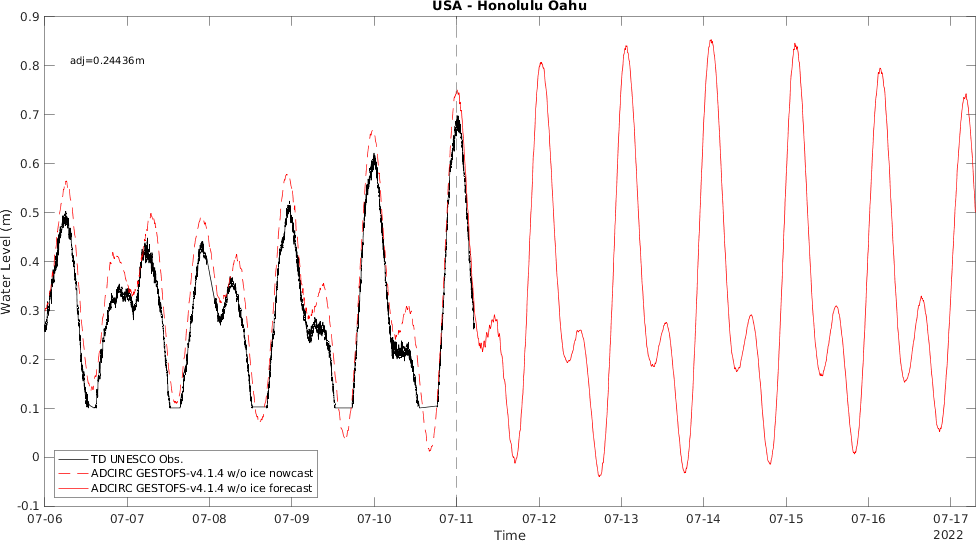 USA - Honolulu Oahu
adj=0.24436m
Water Level (m)
0.9
0.8
0.7
0.6
0.5
0.4
0.3
0.2
0.1
0
-0.1
TD UNESCO Obs.
ADCIRC GESTOFS-v4.1.4 w/o ice nowcast
ADCIRC GESTOFS-v4.1.4 w/o ice forecast
07-06 07-07 07-08 07-09 07-10 07-11 07-12 07-13 07-14 07-15 07-16 07-17
Time
2022